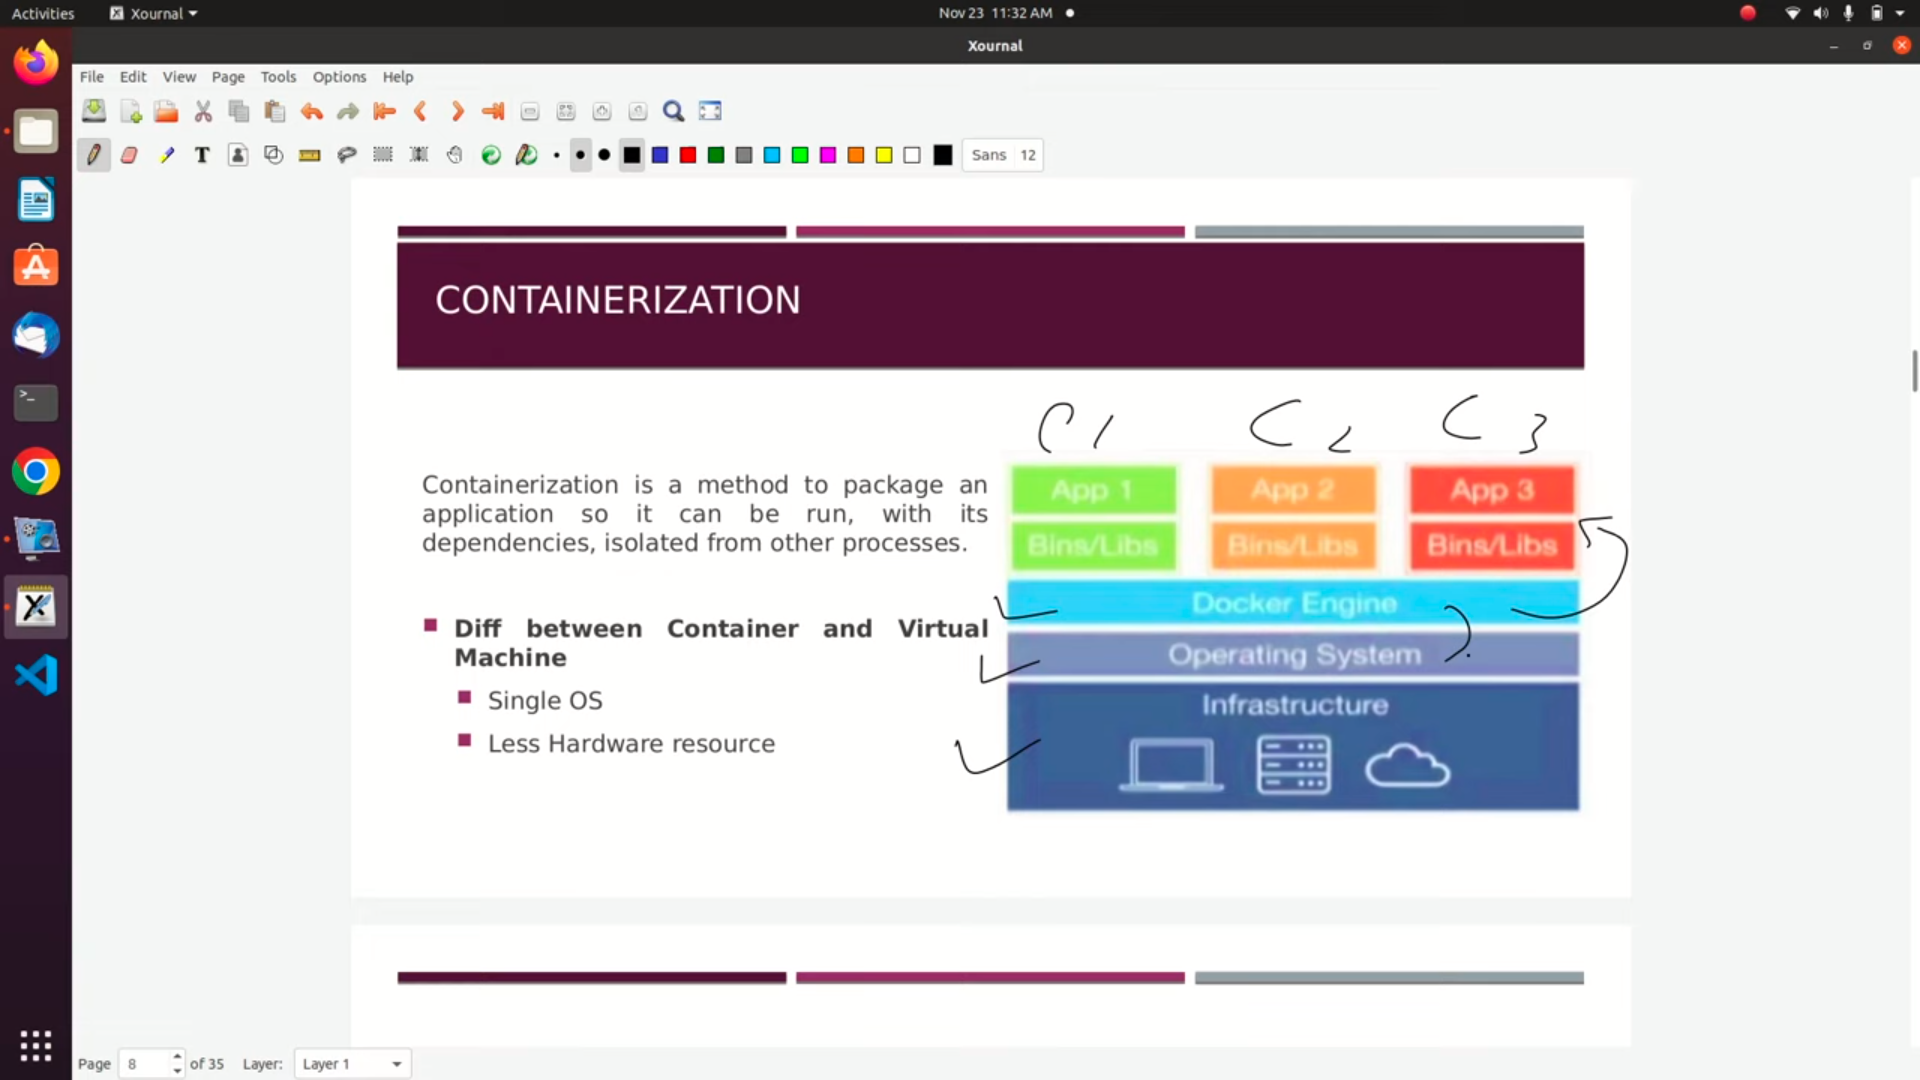 Activities
Xournal
Nov 23 11:32 AM
Xournal
File Edit View Page Tools Options Help
Sans 12
CONTAINERIZATION
C1 C2 C3
Containerization is a method to package an
application so it can be run, with its
dependencies, isolated from other processes.
Diff between Container and Virtual
Machine
Single OS
Less Hardware resource
App 1 App 2 App 3
Bins/Libs Bins/Libs Bins/Libs
Docker Engine
Operating System
Infrastructure
Page 8 of 35 Layer: Layer 1